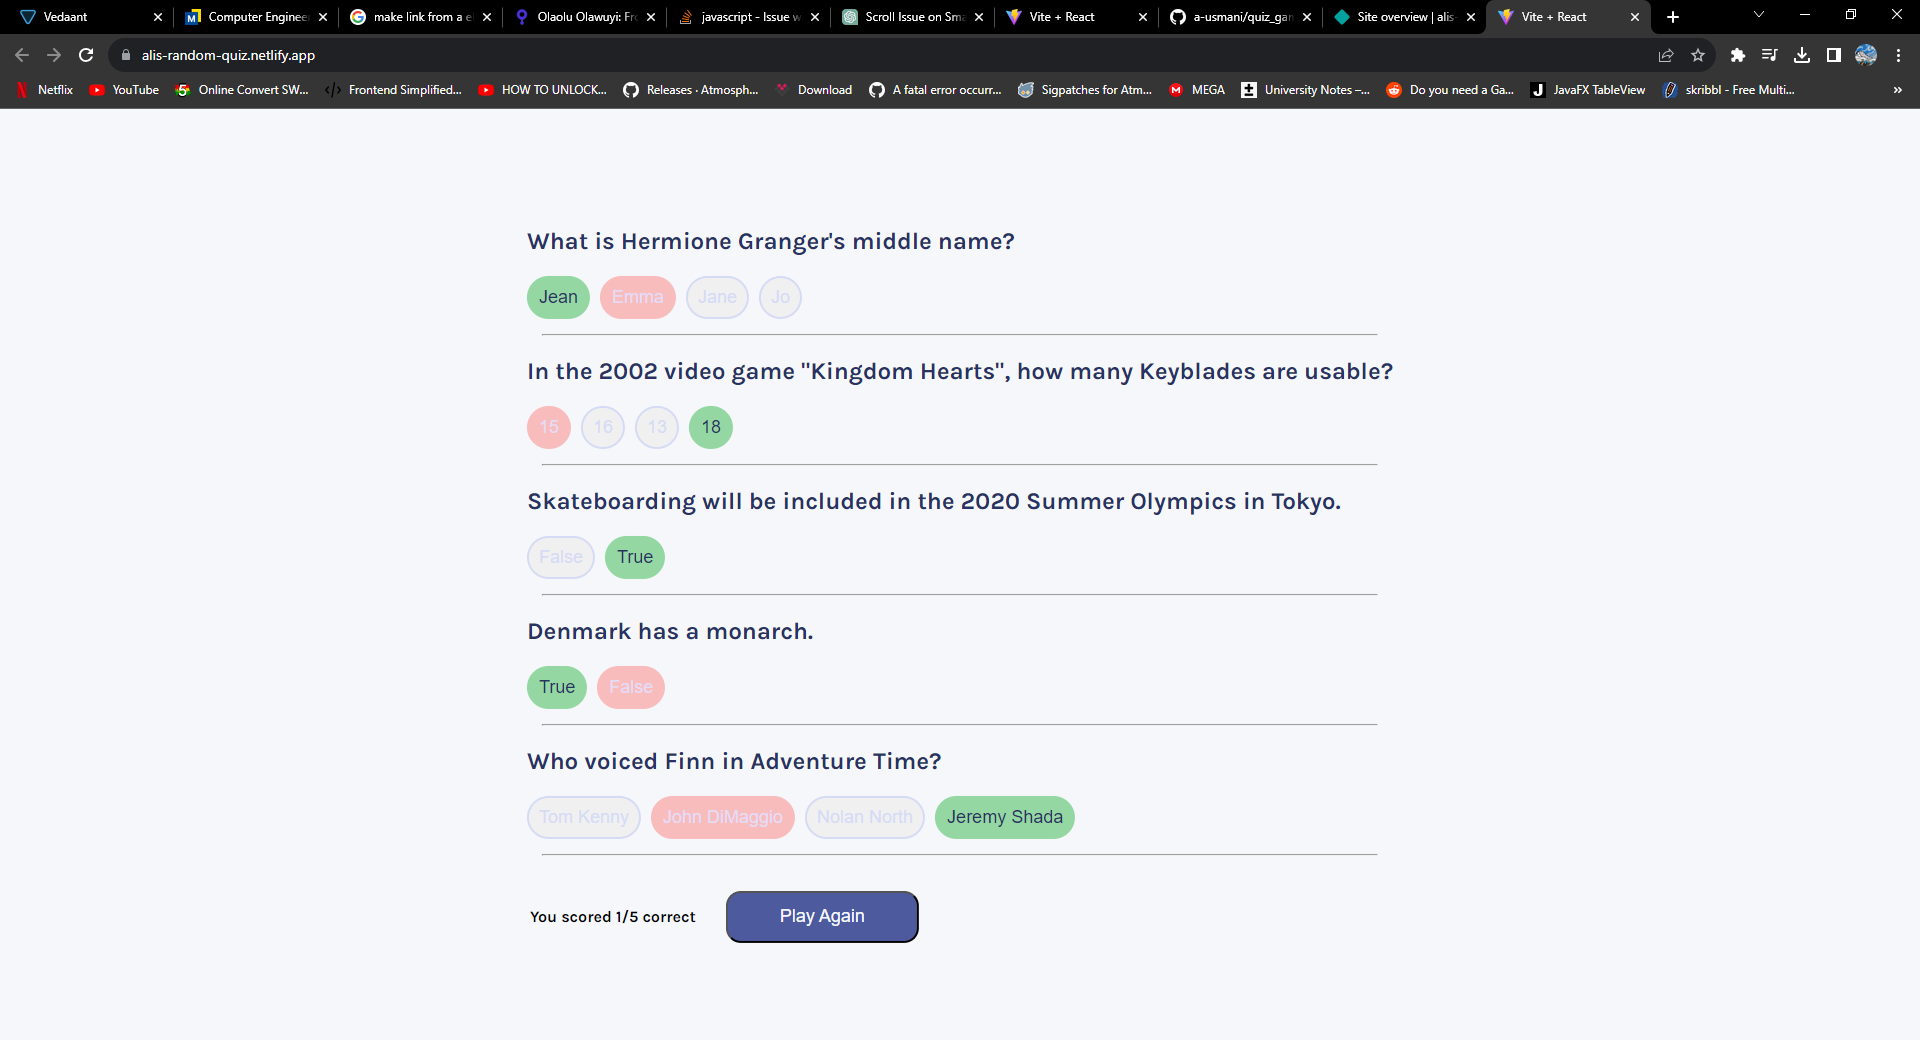 Vedaant
Computer Enginee
make link from a el
Olaolu Olawuyi: Fr
javascript - Issue w
Scroll Issue on Sma
Vite + React
a-usmani/quiz_gam
Site overview | alis-
Vite + React
alis-random-quiz.netlify.app
Netflix
YouTube
Online Convert SW...
Frontend Simplified...
HOW TO UNLOCK...
Releases · Atmosph...
Download
A fatal error occurr...
Sigpatches for Atm...
MEGA
University Notes –...
Do you need a Ga...
JavaFX TableView
skribbl - Free Multi...
What is Hermione Granger's middle name?
Jean Emma Jane Jo
In the 2002 video game "Kingdom Hearts", how many Keyblades are usable?
15 16 13 18
Skateboarding will be included in the 2020 Summer Olympics in Tokyo.
False True
Denmark has a monarch.
True False
Who voiced Finn in Adventure Time?
Tom Kenny John DiMaggio Nolan North Jeremy Shada
You scored 1/5 correct
Play Again